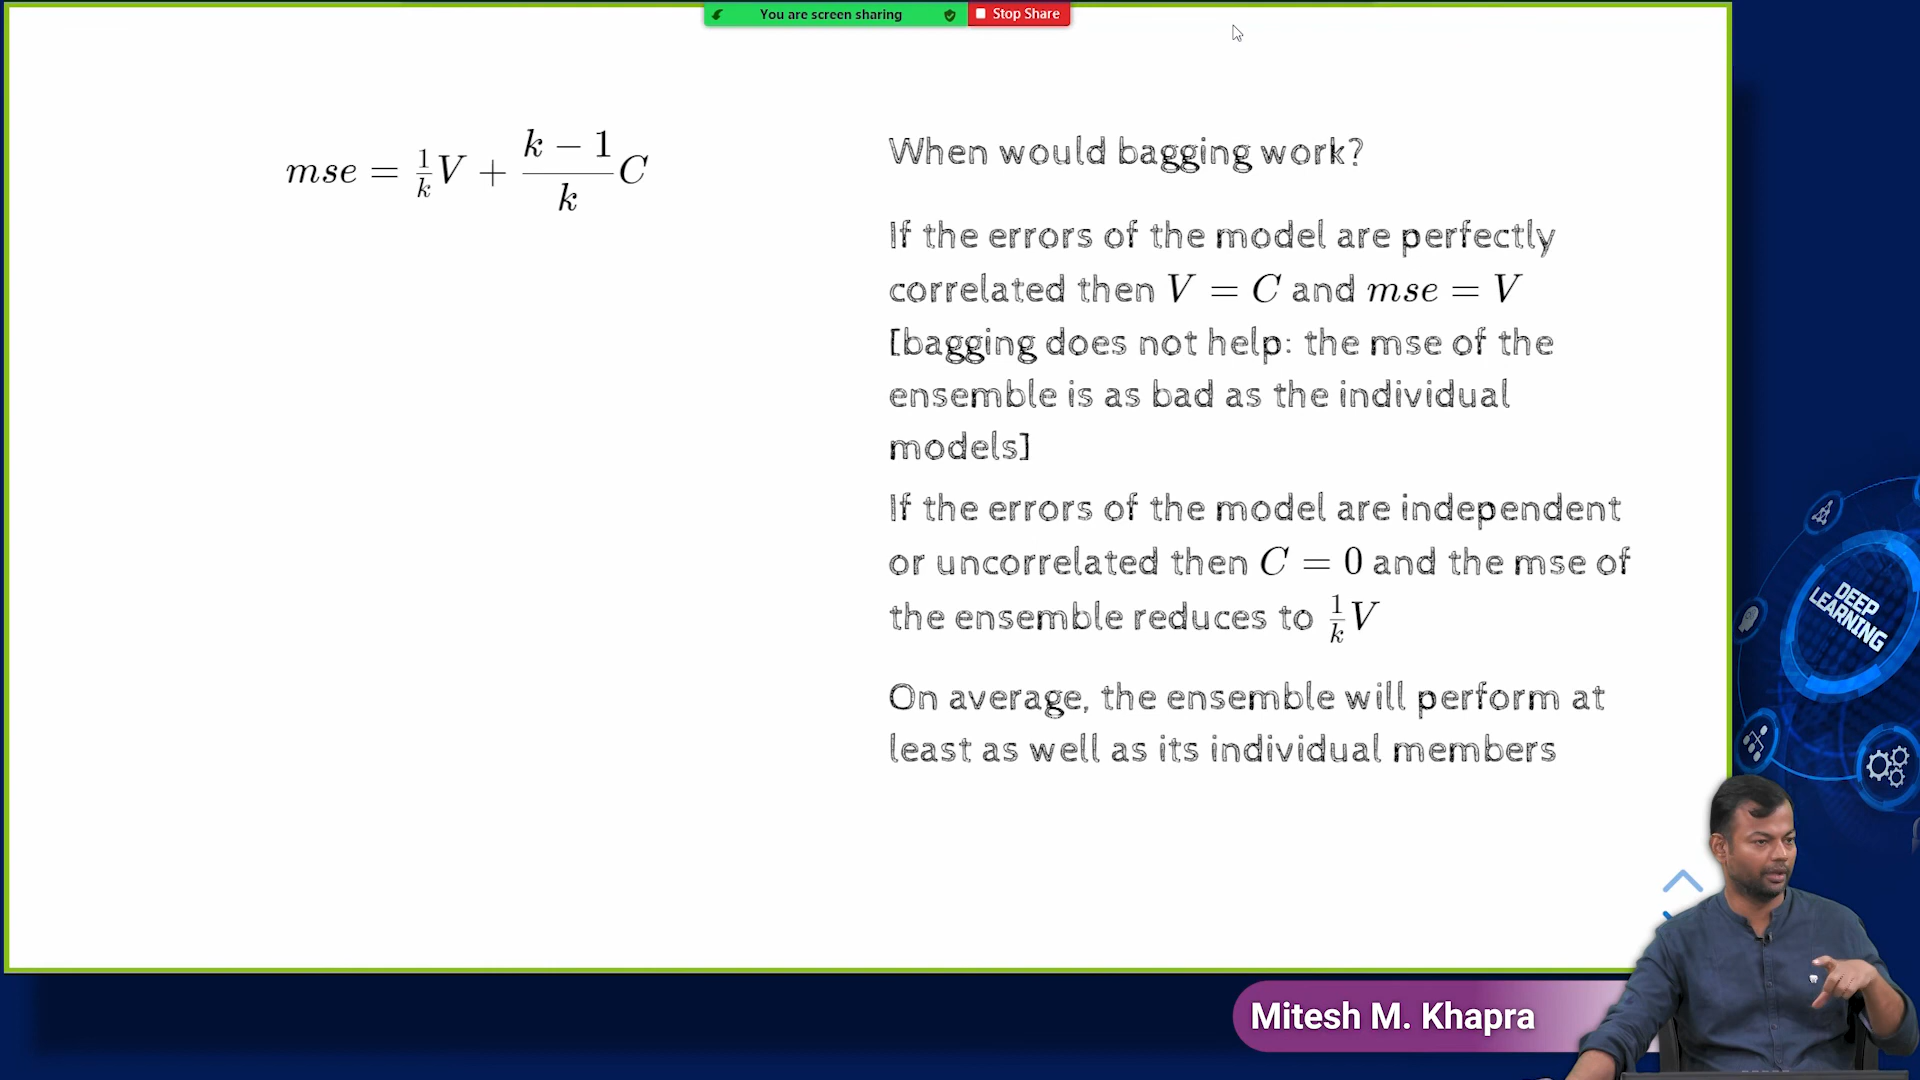 You are screen sharing
Stop Share
mse = \frac{1}{k}V + \frac{k-1}{k}C
When would bagging work?
If the errors of the model are perfectly
correlated then V = C and mse = V
[bagging does not help: the mse of the
ensemble is as bad as the individual
models]
If the errors of the model are independent
or uncorrelated then C = 0 and the mse of
the ensemble reduces to \frac{1}{k}V
On average, the ensemble will perform at
least as well as its individual members
DEEP
LEARNING
Mitesh M. Khapra